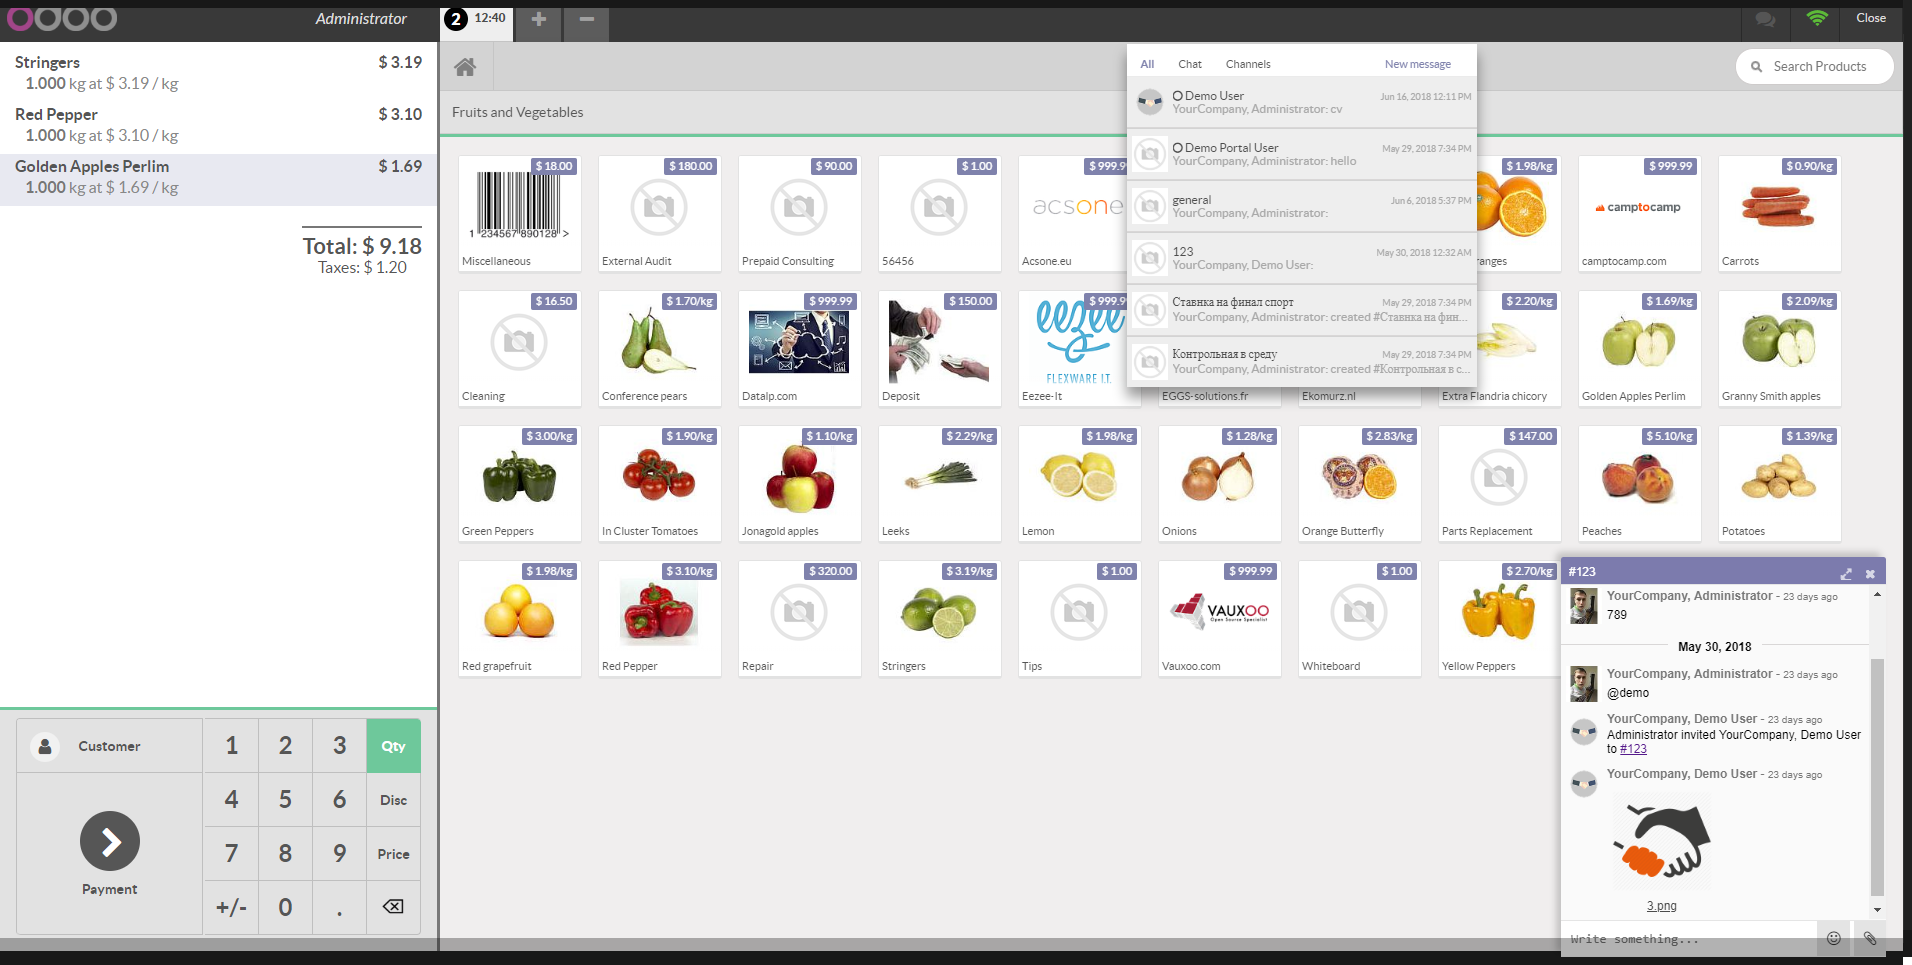 odoo
Administrator
2 12:40
Close
Stringers $ 3.19
1.000 kg at $ 3.19 / kg
Red Pepper $ 3.10
1.000 kg at $ 3.10 / kg
Golden Apples Perlim $ 1.69
1.000 kg at $ 1.69 / kg
Total: $ 9.18
Taxes: $ 1.20
Customer
Payment
1 2 3 Qty
4 5 6 Disc
7 8 9 Price
+/- 0 .
Search Products
Fruits and Vegetables
All Chat Channels New message
Demo User Jun 16, 2018 12:11 PM
YourCompany, Administrator: cv
Demo Portal User May 29, 2018 7:34 PM
YourCompany, Administrator: hello
general Jun 6, 2018 5:37 PM
YourCompany, Administrator:
123 May 30, 2018 12:32 AM
YourCompany, Demo User:
Ставнка на финал спорт May 29, 2018 7:34 PM
YourCompany, Administrator: created #Ставнка на фин...
Контрольная в среду May 29, 2018 7:34 PM
YourCompany, Administrator: created #Контрольная в с...
$ 18.00
1 234567 890128 >
Miscellaneous
$ 180.00
External Audit
$ 90.00
Prepaid Consulting
$ 1.00
56456
$ 999.9
acsone
Acsone.eu
$ 1.98/kg
anges
$ 999.99
camptocamp
camptocamp.com
$ 0.90/kg
Carrots
$ 16.50
Cleaning
$ 1.70/kg
Conference pears
$ 999.99
Datalp.com
$ 150.00
Deposit
$ 999.9
eezee
FLEXWARE I.T.
Eezee-It
EGGS-solutions.fr
Ekomurz.nl
$ 2.20/kg
Extra Flandria chicory
$ 1.69/kg
Golden Apples Perlim
$ 2.09/kg
Granny Smith apples
$ 3.00/kg
Green Peppers
$ 1.90/kg
In Cluster Tomatoes
$ 1.10/kg
Jonagold apples
$ 2.29/kg
Leeks
$ 1.98/kg
Lemon
$ 1.28/kg
Onions
$ 2.83/kg
Orange Butterfly
$ 147.00
Parts Replacement
$ 5.10/kg
Peaches
$ 1.39/kg
Potatoes
$ 1.98/kg
Red grapefruit
$ 3.10/kg
Red Pepper
$ 320.00
Repair
$ 3.19/kg
Stringers
$ 1.00
Tips
$ 999.99
VAUXOO
Open Source Specialist
Vauxoo.com
$ 1.00
Whiteboard
$ 2.70/kg
Yellow Peppers
#123
YourCompany, Administrator - 23 days ago
789
May 30, 2018
YourCompany, Administrator - 23 days ago
@demo
YourCompany, Demo User - 23 days ago
Administrator invited YourCompany, Demo User
to #123
YourCompany, Demo User - 23 days ago
3.png
Write something...